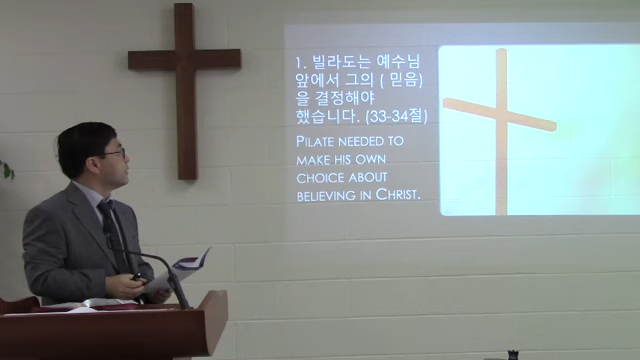 1. 빌라도는 예수님
앞에서 그의 ( 믿음)
을 결정해야
했습니다. (33-34절)
PILATE NEEDED TO
MAKE HIS OWN
CHOICE ABOUT
BELIEVING IN CHRIST.